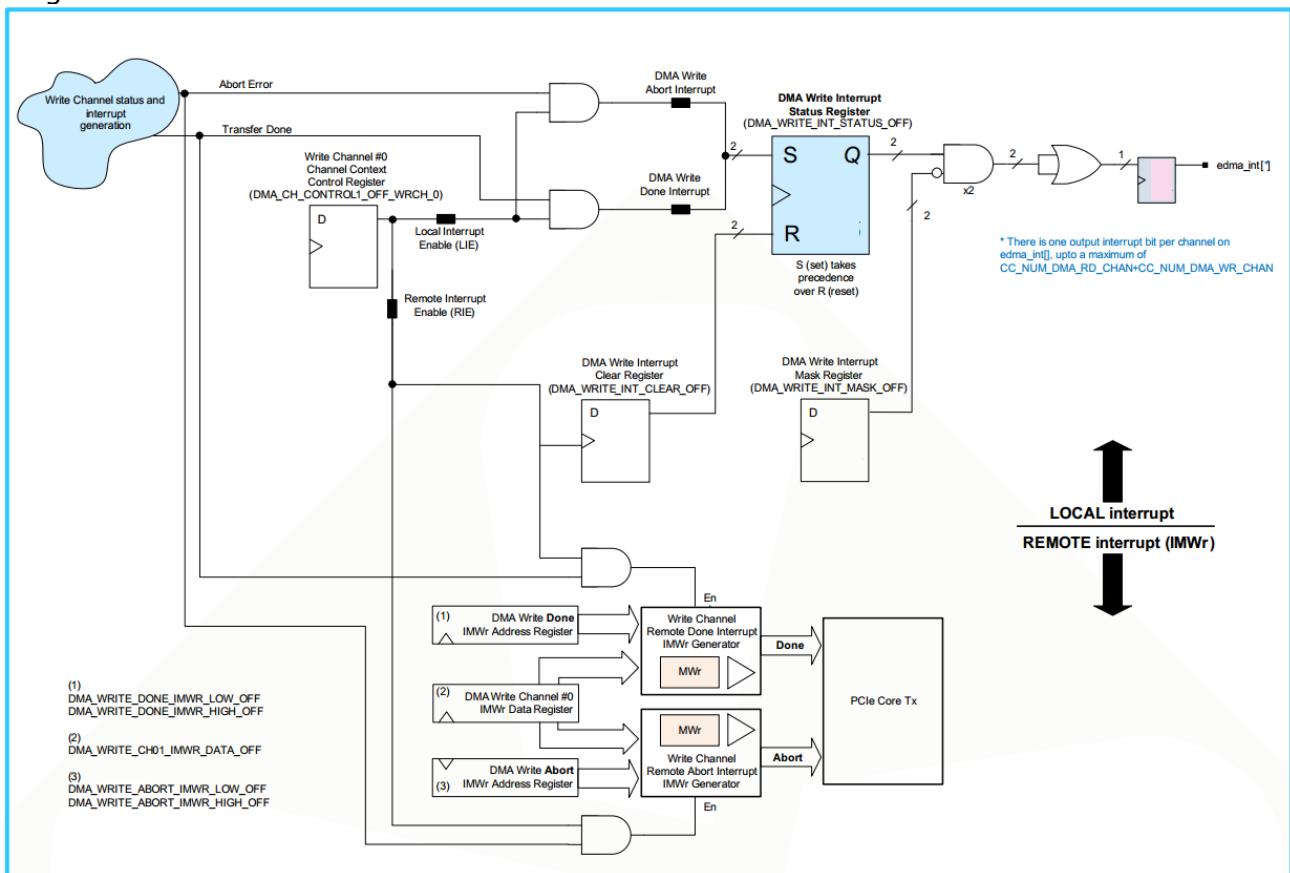 Write Channel status and
interrupt
generation
Abort Error
Transfer Done
Write Channel #0
Channel Context
Control Register
(DMA_CH_CONTROL1_OFF_WRCH_0)
D
Local Interrupt
Enable (LIE)
Remote Interrupt
Enable (RIE)
DMA Write
Abort Interrupt
DMA Write
Done Interrupt
DMA Write Interrupt
Status Register
(DMA_WRITE_INT_STATUS_OFF)
2
S
Q
2
R
2
S (set) takes
precedence
over R (reset)
x2
2
2
1
edma_int[*]
* There is one output interrupt bit per channel on
edma_int[], upto a maximum of
CC_NUM_DMA_RD_CHAN+CC_NUM_DMA_WR_CHAN
DMA Write Interrupt
Clear Register
(DMA_WRITE_INT_CLEAR_OFF)
D
DMA Write Interrupt
Mask Register
(DMA_WRITE_INT_MASK_OFF)
D
LOCAL interrupt
REMOTE interrupt (IMWr)
En
(1)
DMA Write Done
IMWr Address Register
Write Channel
Remote Done Interrupt
IMWr Generator
MWr
Done
(2)
DMA Write Channel #0
IMWr Data Register
PCIe Core Tx
MWr
Write Channel
Remote Abort Interrupt
IMWr Generator
Abort
DMA Write Abort
(3)
IMWr Address Register
En
(1)
DMA_WRITE_DONE_IMWR_LOW_OFF
DMA_WRITE_DONE_IMWR_HIGH_OFF
(2)
DMA_WRITE_CH01_IMWR_DATA_OFF
(3)
DMA_WRITE_ABORT_IMWR_LOW_OFF
DMA_WRITE_ABORT_IMWR_HIGH_OFF